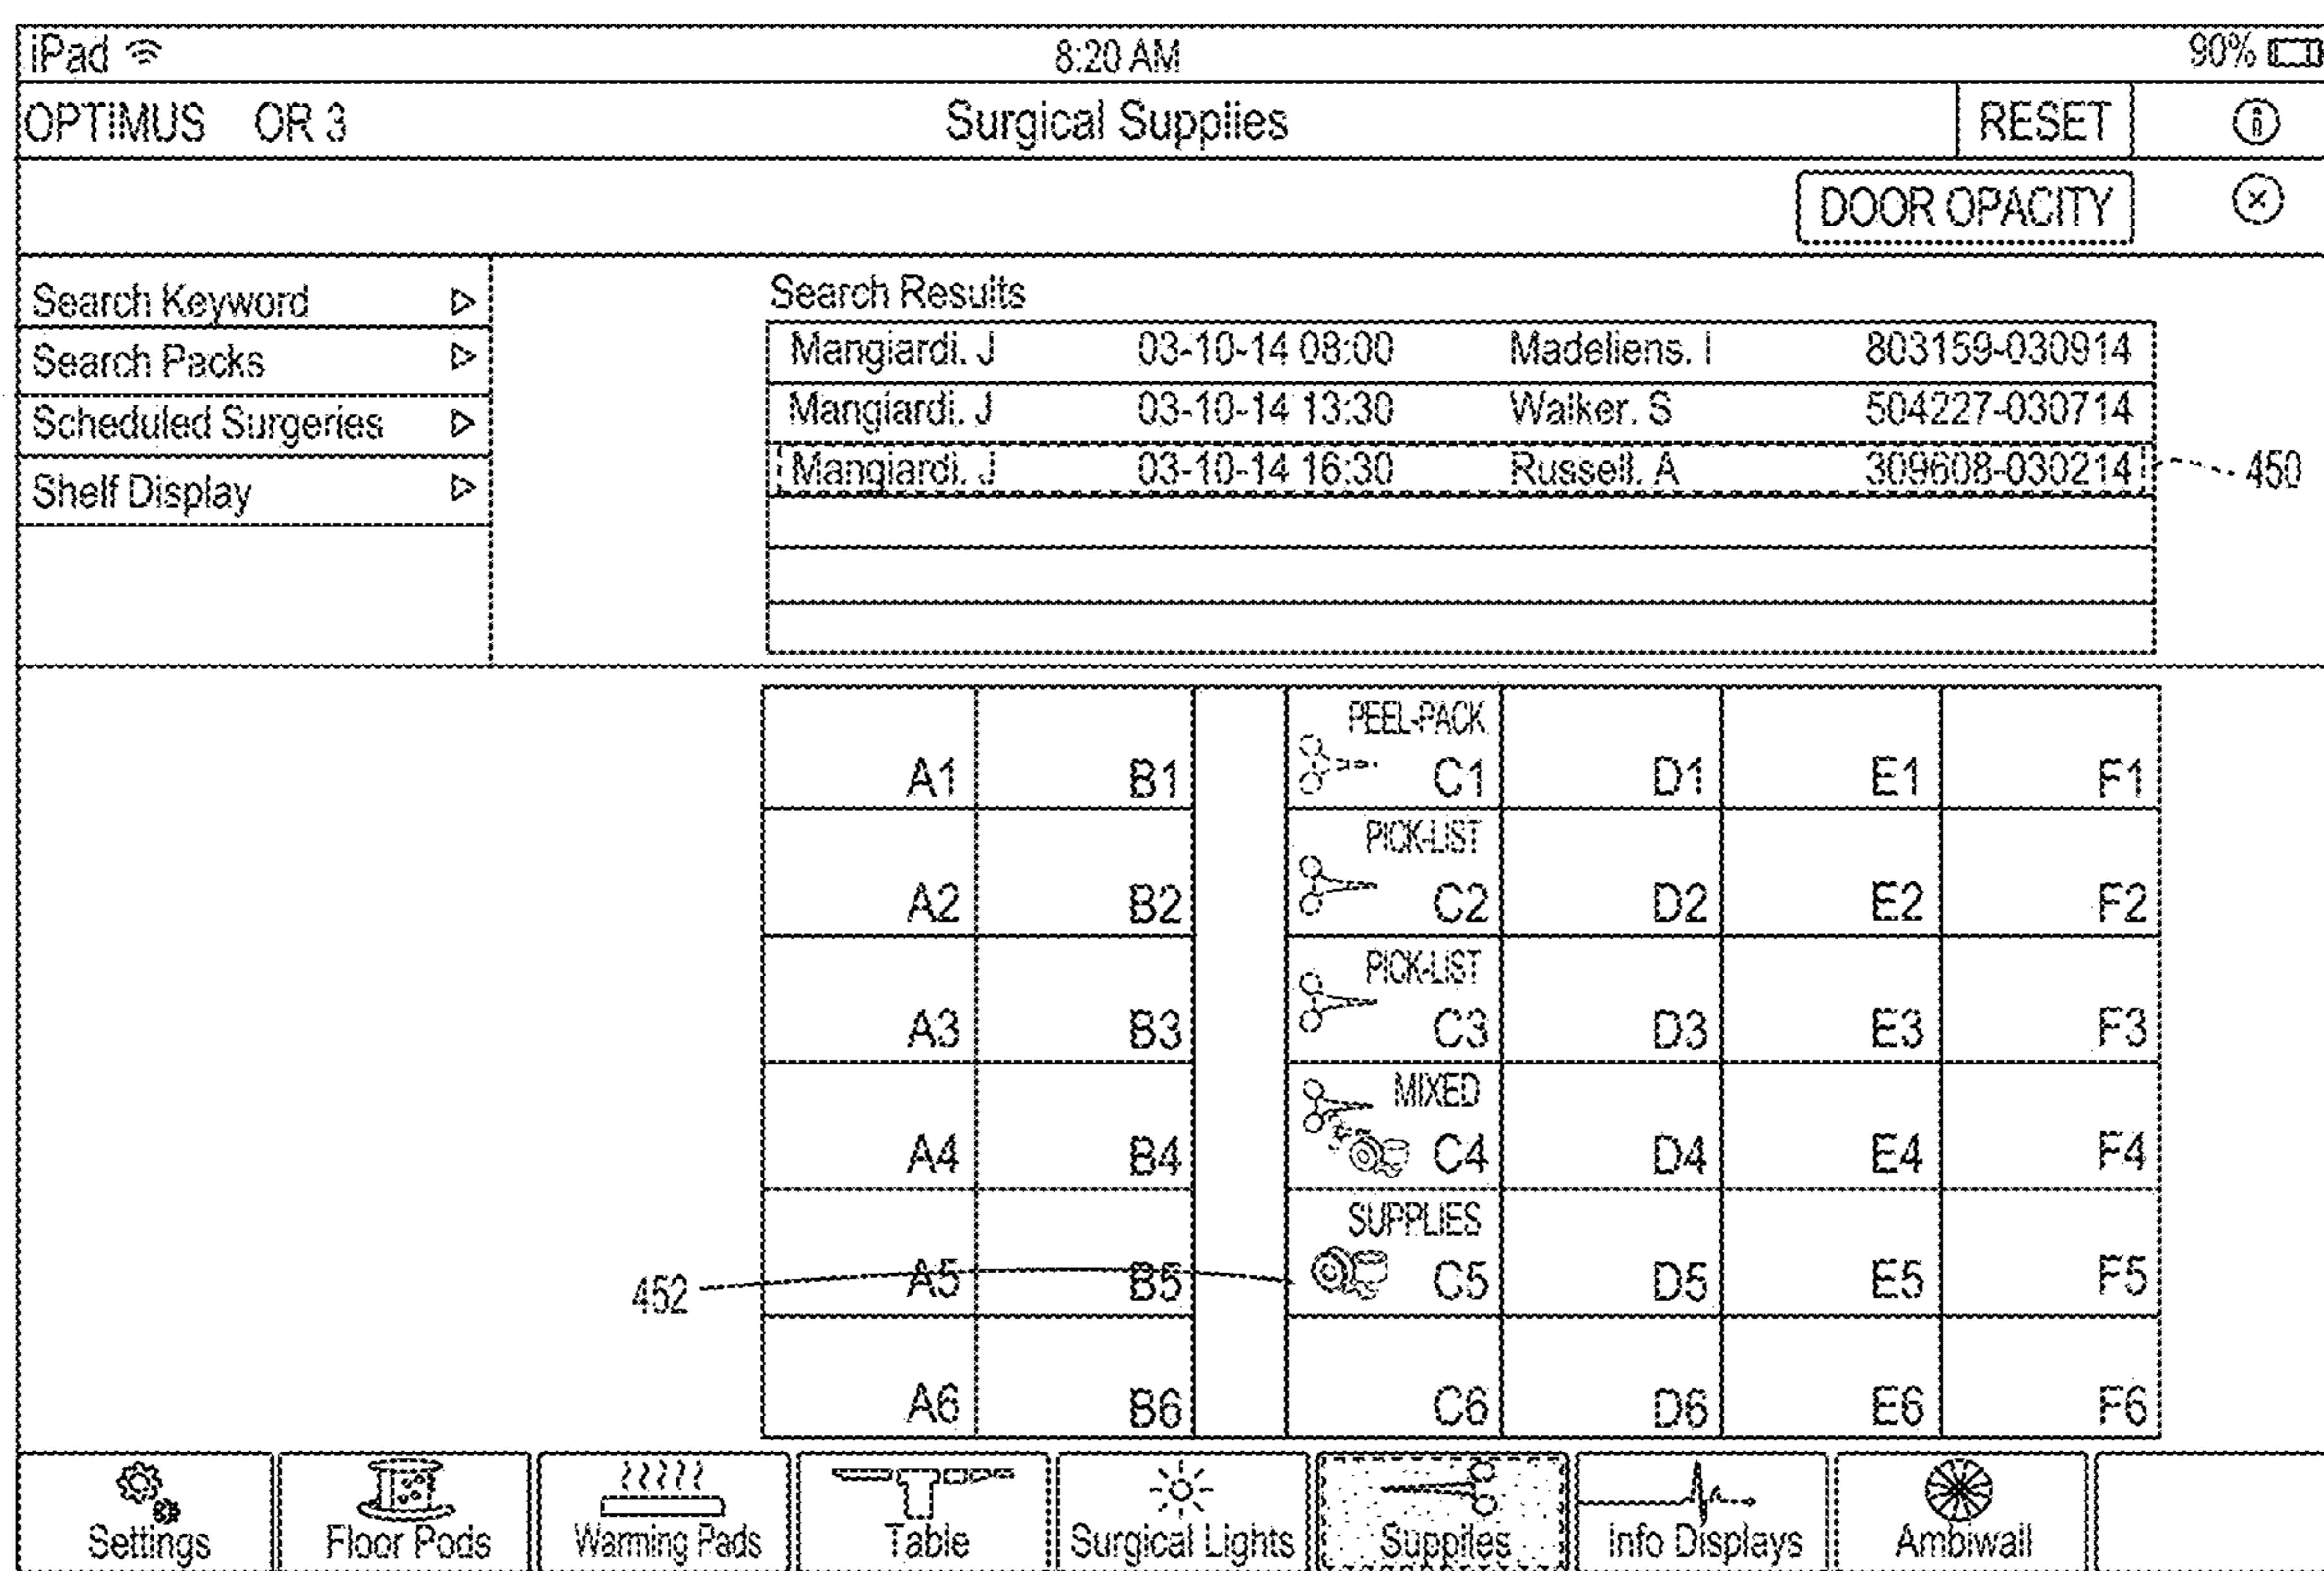 iPad 8:20 AM 90%
OPTIMUS OR 3 Surgical Supplies RESET
DOOR OPACITY
Search Keyword
Search Packs
Scheduled Surgeries
Shelf Display
Search Results
Mangiardi. J 03-10-14 08:00 Madeliens. I 803159-030914
Mangiardi. J 03-10-14 13:30 Walker. S 504227-030714
Mangiardi. J 03-10-14 16:30 Russell. A 309608-030214
450
PEEL-PACK
A1 B1 C1 D1 E1 F1
PICK-LIST
A2 B2 C2 D2 E2 F2
PICK-LIST
A3 B3 C3 D3 E3 F3
MIXED
A4 B4 C4 D4 E4 F4
SUPPLIES
452 A5 B5 C5 D5 E5 F5
A6 B6 C6 D6 E6 F6
Settings Floor Pods Warming Pads Table Surgical Lights Supplies Info Displays Ambiwall